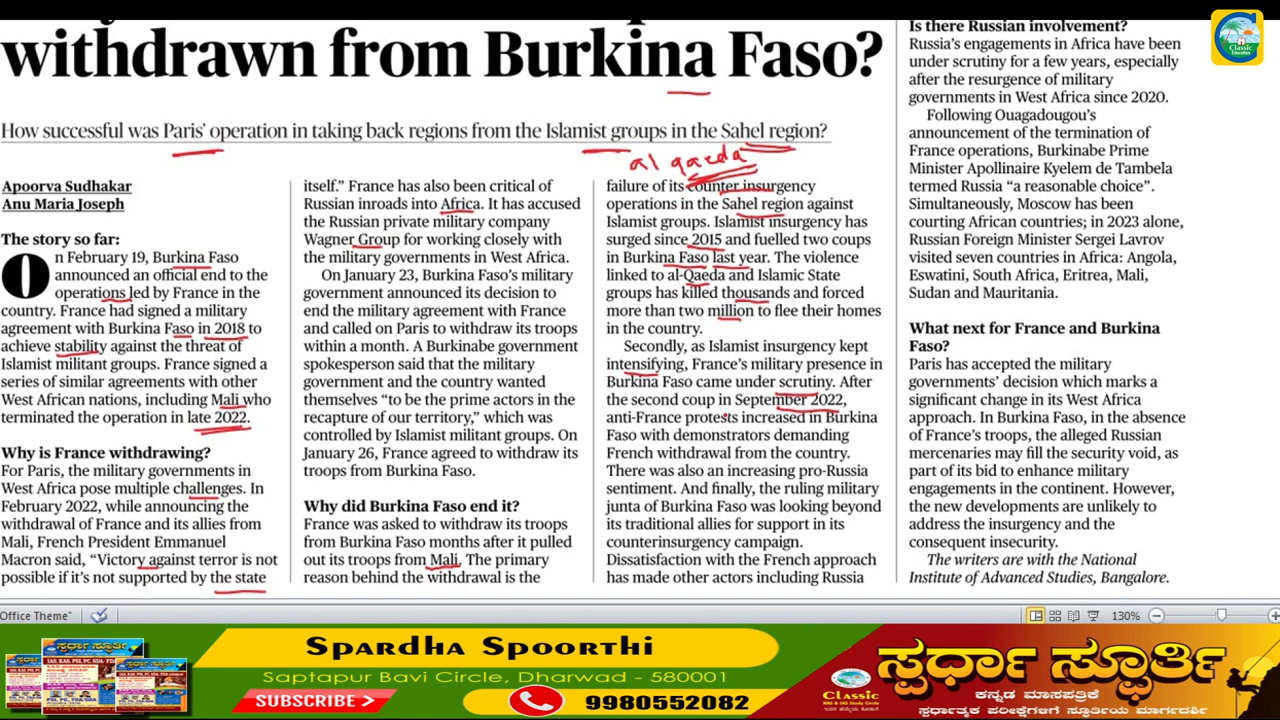 withdrawn from Burkina Faso?
How successful was Paris' operation in taking back regions from the Islamist groups in the Sahel region?
al qaeda
Apoorva Sudhakar
Anu Maria Joseph
The story so far:
On February 19, Burkina Faso
announced an official end to the
operations led by France in the
country. France had signed a military
agreement with Burkina Faso in 2018 to
achieve stability against the threat of
Islamist militant groups. France signed a
series of similar agreements with other
West African nations, including Mali who
terminated the operation in late 2022.
Why is France withdrawing?
For Paris, the military governments in
West Africa pose multiple challenges. In
February 2022, while announcing the
withdrawal of France and its allies from
Mali, French President Emmanuel
Macron said, “Victory against terror is not
possible if it's not supported by the state
itself.” France has also been critical of
Russian inroads into Africa. It has accused
the Russian private military company
Wagner Group for working closely with
the military governments in West Africa.
On January 23, Burkina Faso's military
government announced its decision to
end the military agreement with France
and called on Paris to withdraw its troops
within a month. A Burkinabe government
spokesperson said that the military
government and the country wanted
themselves “to be the prime actors in the
recapture of our territory,” which was
controlled by Islamist militant groups. On
January 26, France agreed to withdraw its
troops from Burkina Faso.
Why did Burkina Faso end it?
France was asked to withdraw its troops
from Burkina Faso months after it pulled
out its troops from Mali. The primary
reason behind the withdrawal is the
failure of its counter insurgency
operations in the Sahel region against
Islamist groups. Islamist insurgency has
surged since 2015 and fuelled two coups
in Burkina Faso last year. The violence
linked to al-Qaeda and Islamic State
groups has killed thousands and forced
more than two million to flee their homes
in the country.
Secondly, as Islamist insurgency kept
intensifying, France's military presence in
Burkina Faso came under scrutiny. After
the second coup in September 2022,
anti-France protests increased in Burkina
Faso with demonstrators demanding
French withdrawal from the country.
There was also an increasing pro-Russia
sentiment. And finally, the ruling military
junta of Burkina Faso was looking beyond
its traditional allies for support in its
counterinsurgency campaign.
Dissatisfaction with the French approach
has made other actors including Russia
Is there Russian involvement?
Russia's engagements in Africa have been
under scrutiny for a few years, especially
after the resurgence of military
governments in West Africa since 2020.
Following Ouagadougou's
announcement of the termination of
France operations, Burkinabe Prime
Minister Apollinaire Kyelem de Tambela
termed Russia “a reasonable choice”.
Simultaneously, Moscow has been
courting African countries; in 2023 alone,
Russian Foreign Minister Sergei Lavrov
visited seven countries in Africa: Angola,
Eswatini, South Africa, Eritrea, Mali,
Sudan and Mauritania.
What next for France and Burkina
Faso?
Paris has accepted the military
governments' decision which marks a
significant change in its West Africa
approach. In Burkina Faso, in the absence
of France's troops, the alleged Russian
mercenaries may fill the security void, as
part of its bid to enhance military
engagements in the continent. However,
the new developments are unlikely to
address the insurgency and the
consequent insecurity.
The writers are with the National
Institute of Advanced Studies, Bangalore.
Classic
Education
Office Theme"
130%
Spardha Spoorthi
Saptapur Bavi Circle, Dharwad - 580001
SUBSCRIBE
9980552082
Classic
KAS & IAS Study Circle
ಸ್ಪರ್ಧಾ ಸ್ಫೂರ್ತಿ
ಕನ್ನಡ ಮಾಸಪತ್ರಿಕೆ
ಸ್ಪರ್ಧಾತ್ಮಕ ಪರೀಕ್ಷೆಗಳಿಗೆ ಸ್ಫೂರ್ತಿಯ ಮಾರ್ಗದರ್ಶಿ